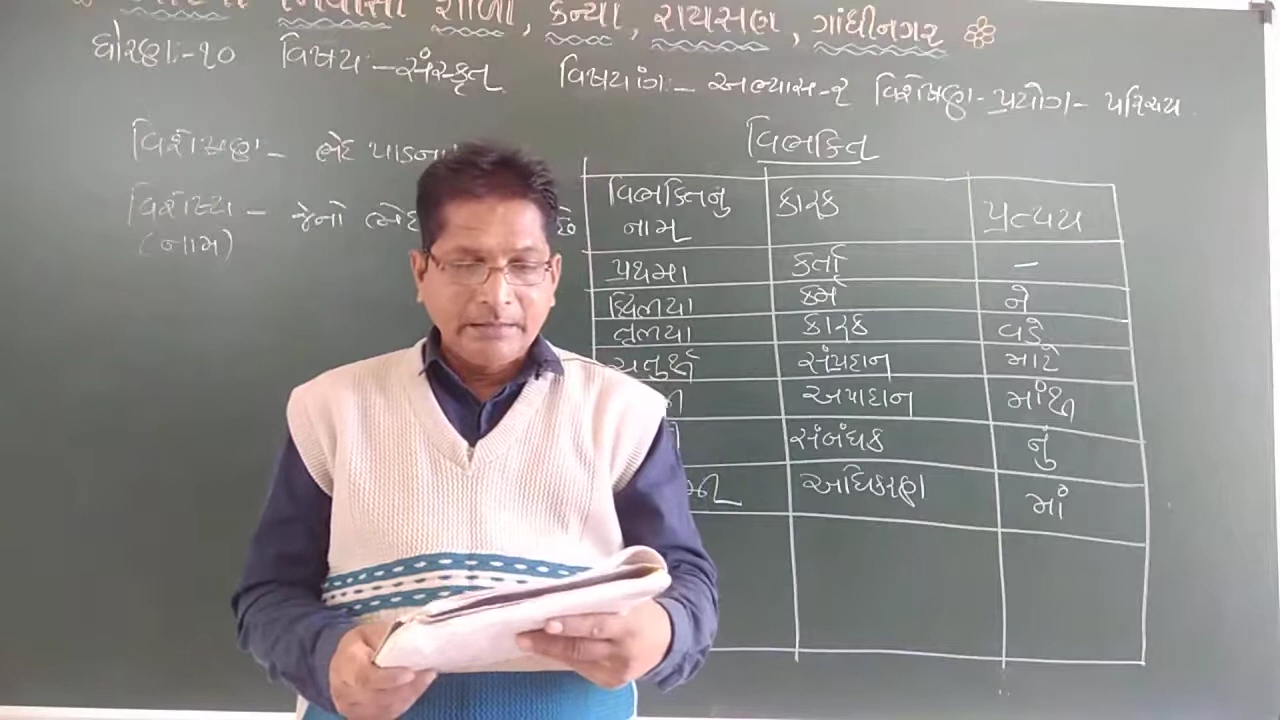 નિવાસી શાળા, કન્યા, રાયસણ, ગાંધીનગર
ધોરણ:-૧૦ વિષય:-સંસ્કૃત વિષયાંગ:- અભ્યાસ-૨ વિશેષણ-પ્રયોગ- પરિચય
વિશેષણ - ભેદ પાડના
વિશેષ્ય - જેનો ભેદ છે
(નામ)
વિભક્તિ
વિભક્તિનુ નામ કારક પ્રત્યય
પ્રથમા કર્તા -
દ્વિતીયા કર્મ ને
તૃતીયા કારક વડે
ચતુર્થી સંપ્રદાન માટે
અપાદાન માંથી
સંબંધક નું
અધિકરણ માં